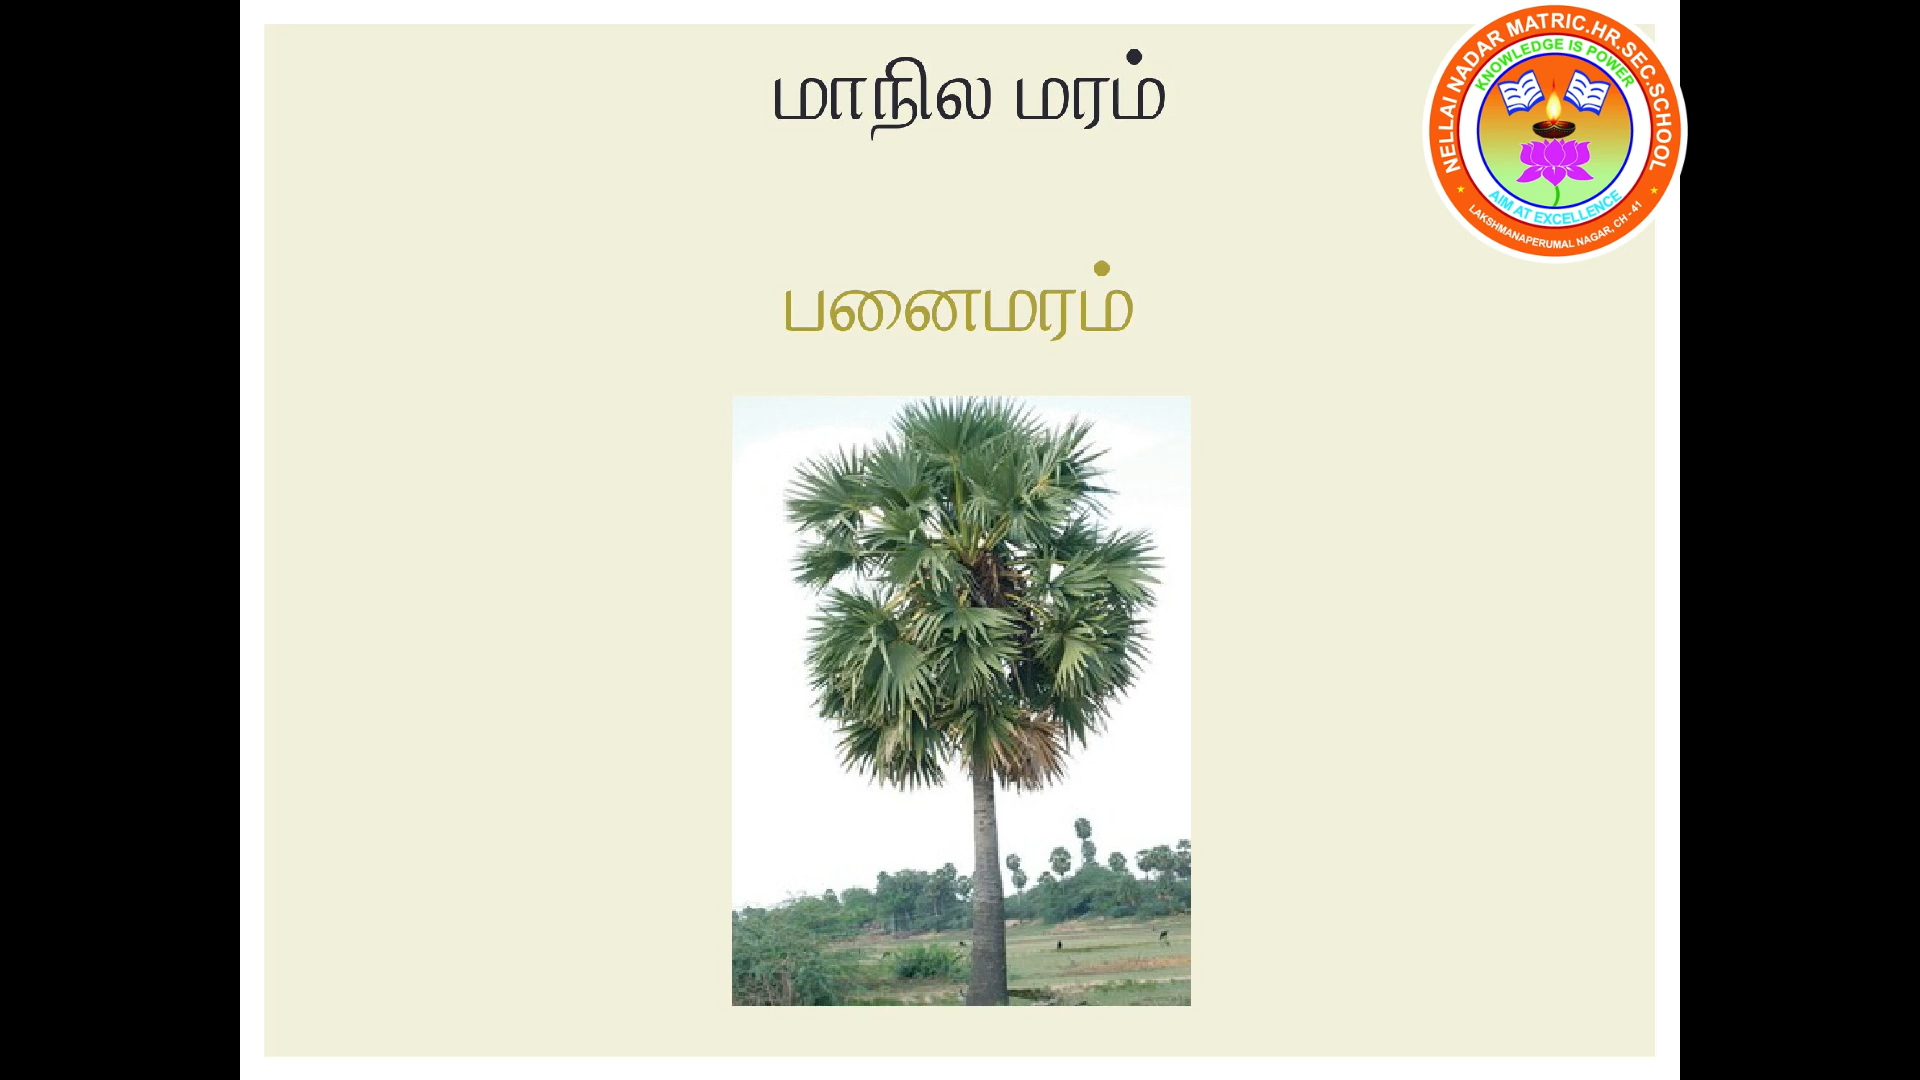 மாநில மரம்
பனைமரம்
NELLAI NADAR MATRIC.HR.SEC.SCHOOL
KNOWLEDGE IS POWER
AIM AT EXCELLENCE
LAKSHMANAPERUMAL NAGAR, CH - 41